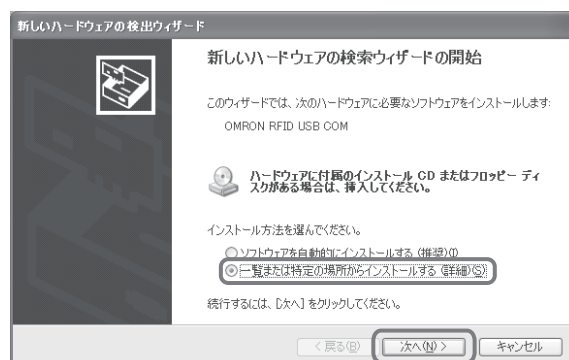 新しいハードウェアの検出ウィザード
新しいハードウェアの検索ウィザードの開始
このウィザードでは、次のハードウェアに必要なソフトウェアをインストールします:
OMRON RFID USB COM
ハードウェアに付属のインストール CD またはフロッピー ディ
スクがある場合は、挿入してください。
インストール方法を選んでください。
ソフトウェアを自動的にインストールする (推奨)(I)
一覧または特定の場所からインストールする (詳細)(S)
続行するには、[次へ] をクリックしてください。
< 戻る(B)
次へ(N) >
キャンセル